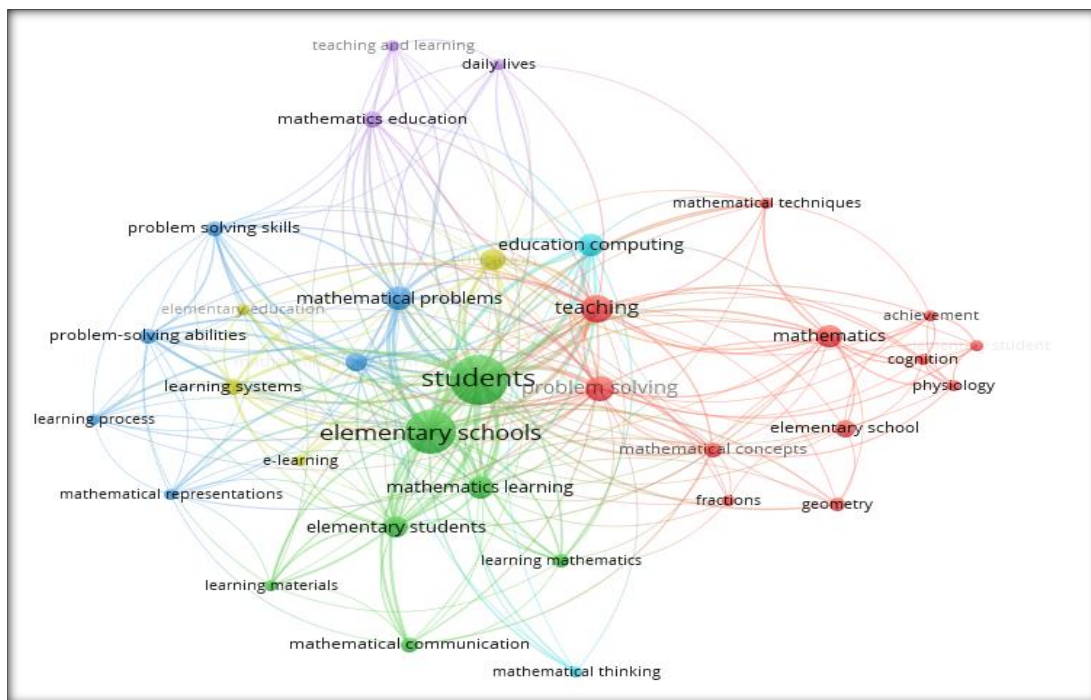 teaching and learning
daily lives
mathematics education
mathematical techniques
problem solving skills
education computing
mathematical problems
elementary education
teaching
achievement
problem-solving abilities
mathematics
student
cognition
students
learning systems
problem solving
physiology
learning process
elementary school
elementary schools
mathematical concepts
e-learning
mathematics learning
mathematical representations
fractions
geometry
elementary students
learning mathematics
learning materials
mathematical communication
mathematical thinking